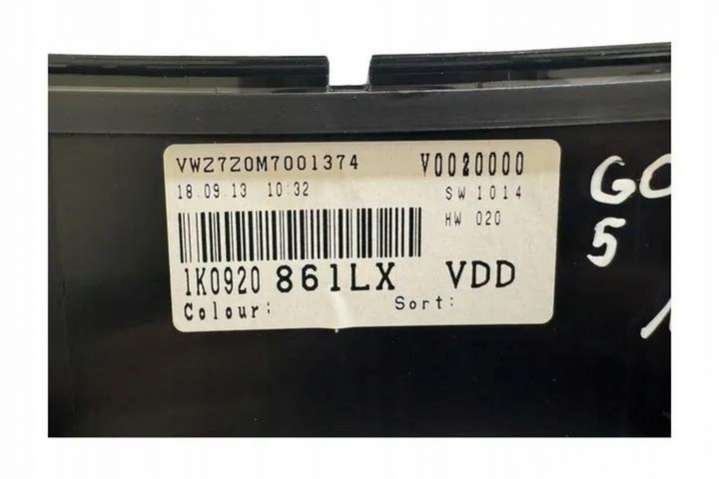 VWZ7Z0M7001374 V0020000
18.09.13 10:32 SW 1014
HW 020
1K0920 861LX VDD
Colour: Sort:
GO
5